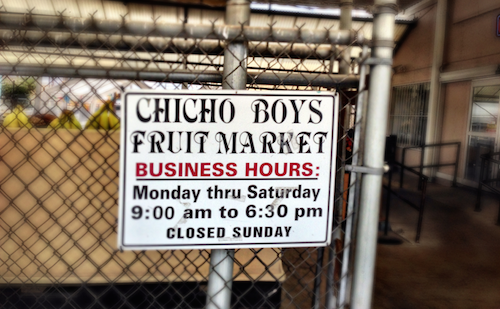 CHICHO BOYS
FRUIT MARKET
BUSINESS HOURS:
Monday thru Saturday
9:00 am to 6:30 pm
CLOSED SUNDAY